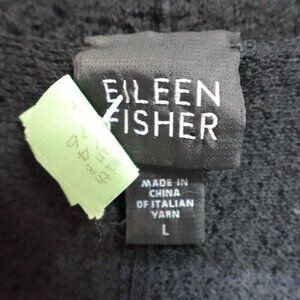 EILEEN
FISHER
MADE IN
CHINA
OF ITALIAN
YARN
L